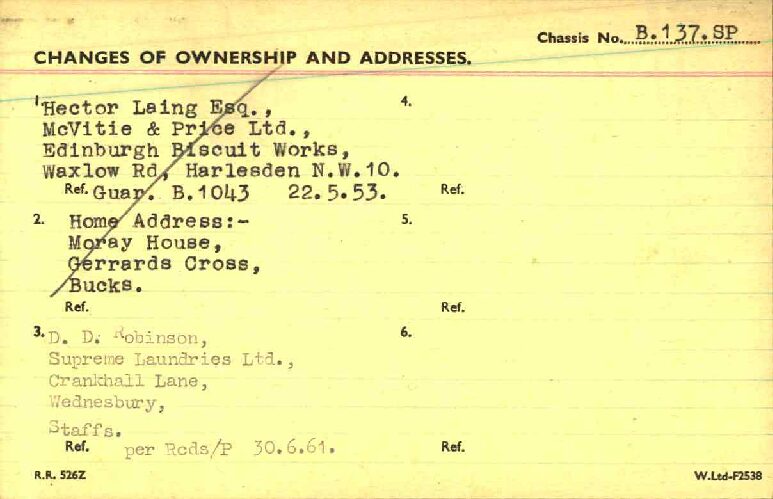 Chassis No. B.137.SP
CHANGES OF OWNERSHIP AND ADDRESSES.
1 Hector Laing Esq.,
McVitie & Price Ltd.,
Edinburgh Biscuit Works,
Waxlow Rd, Harlesden N.W.10.
Ref. Guar. B.1043 22.5.53.
2. Home Address:-
Moray House,
Gerrards Cross,
Bucks.
Ref.
3. D. D. Robinson,
Supreme Laundries Ltd.,
Crankhall Lane,
Wednesbury,
Staffs.
Ref. per Rcds/P 30.6.61.
4.
Ref.
5.
Ref.
6.
Ref.
R.R. 526Z
W.Ltd-F2538